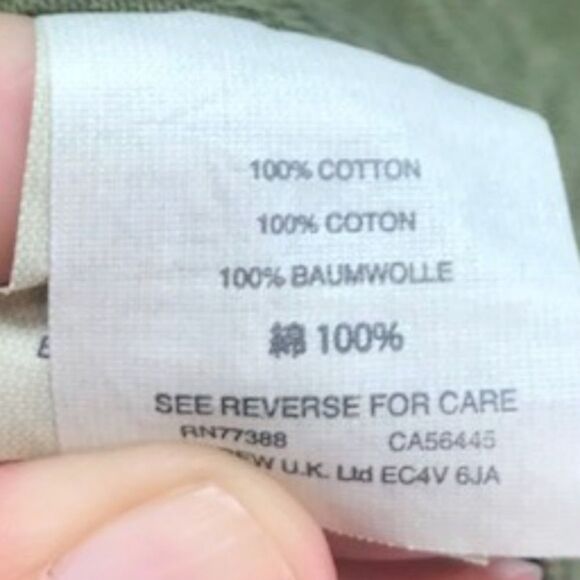 100% COTTON
100% COTON
100% BAUMWOLLE
綿 100%
SEE REVERSE FOR CARE
RN77388 CA56445
U.K. Ltd EC4V 6JA